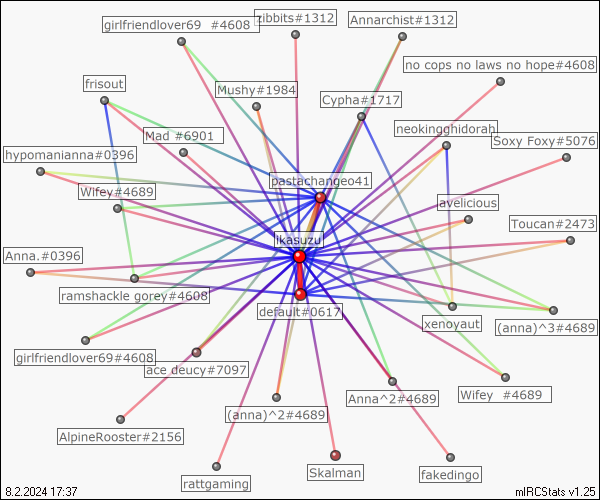 girlfriendlover69 #4608
zibbits#1312
Annarchist#1312
no cops no laws no hope#4608
frisout
Mushy#1984
Cypha#1717
neokingghidorah
Mad #6901
Soxy Foxy#5076
hypomanianna#0396
pastachangeo41
Wifey#4689
ayelicious
Toucan#2473
Ikasuzu
Anna.#0396
ramshackle gorey#4608
default#0617
xenoyaut
(anna)^3#4689
girlfriendlover69#4608
ace deucy#7097
Wifey #4689
Anna^2#4689
(anna)^2#4689
AlpineRooster#2156
Skalman
fakedingo
rattgaming
8.2.2024 17:37
mIRCStats v1.25